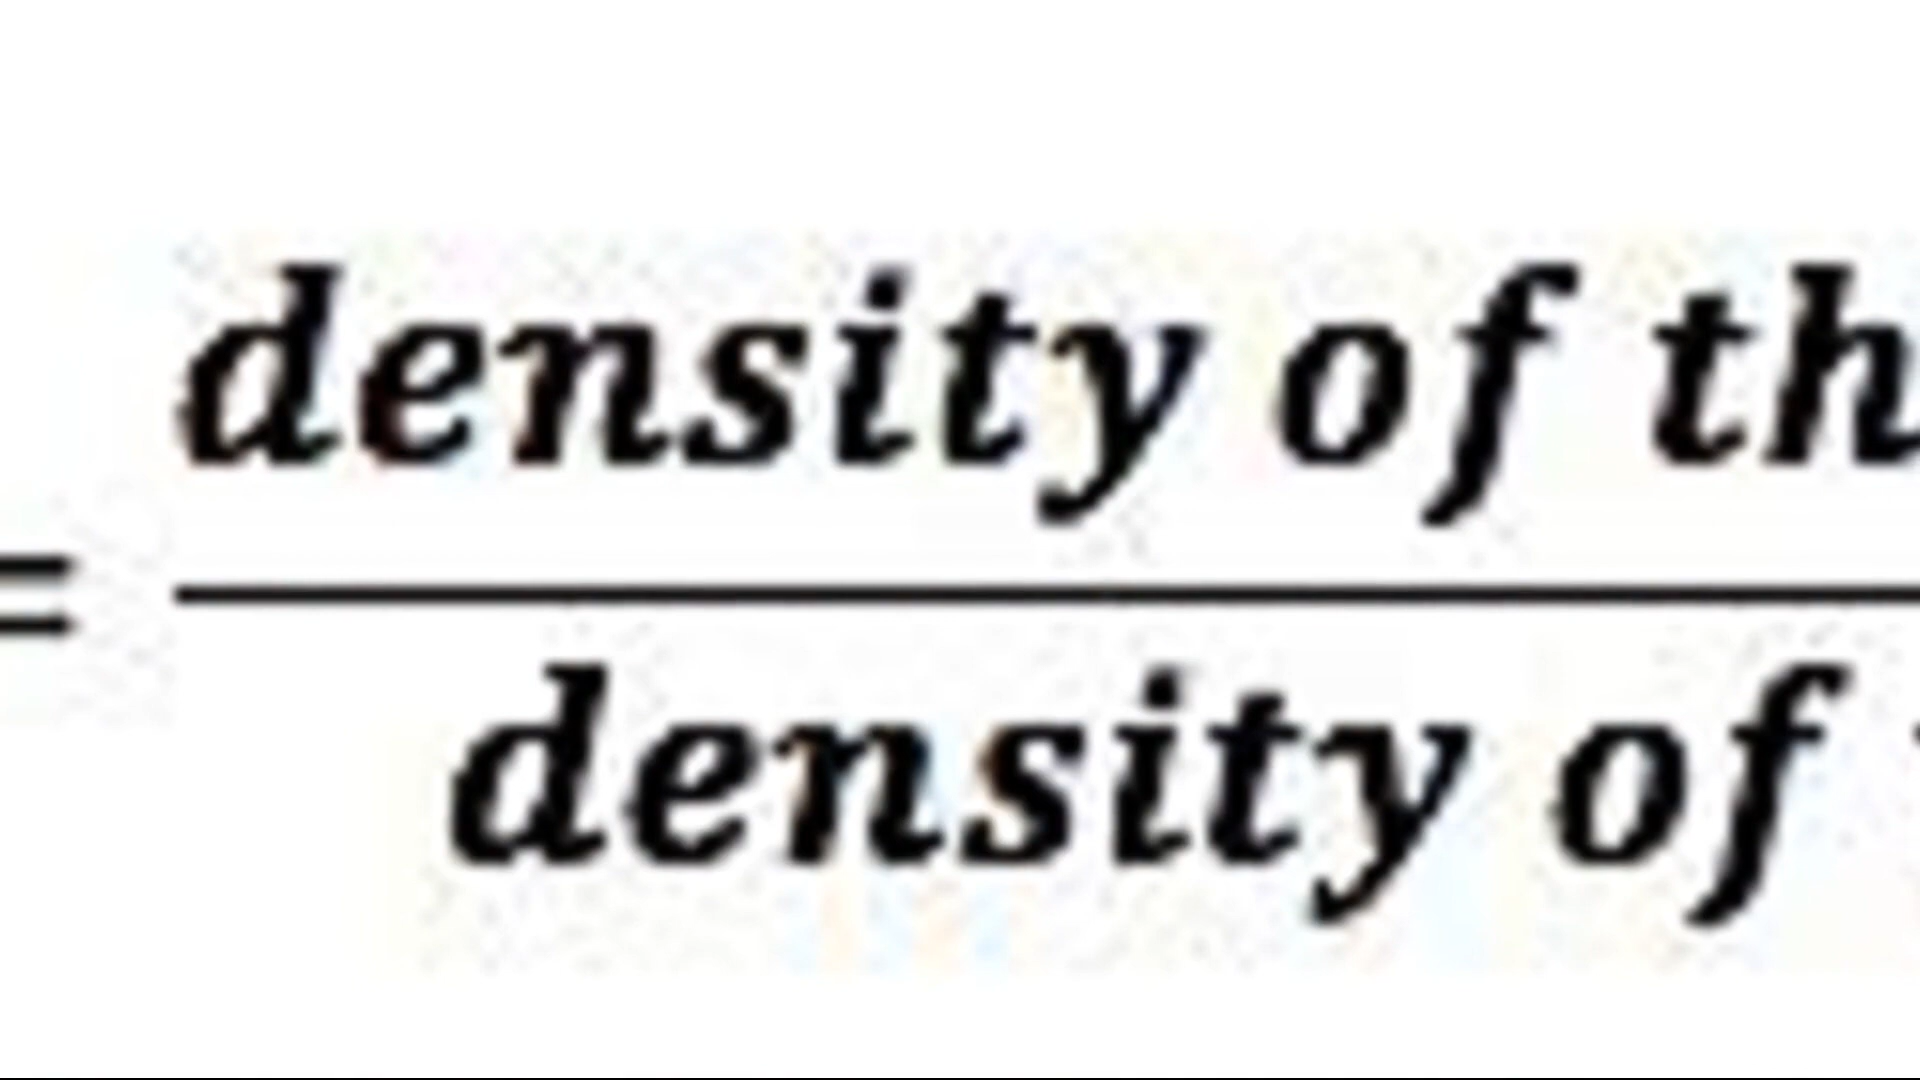 density of th
=
density of